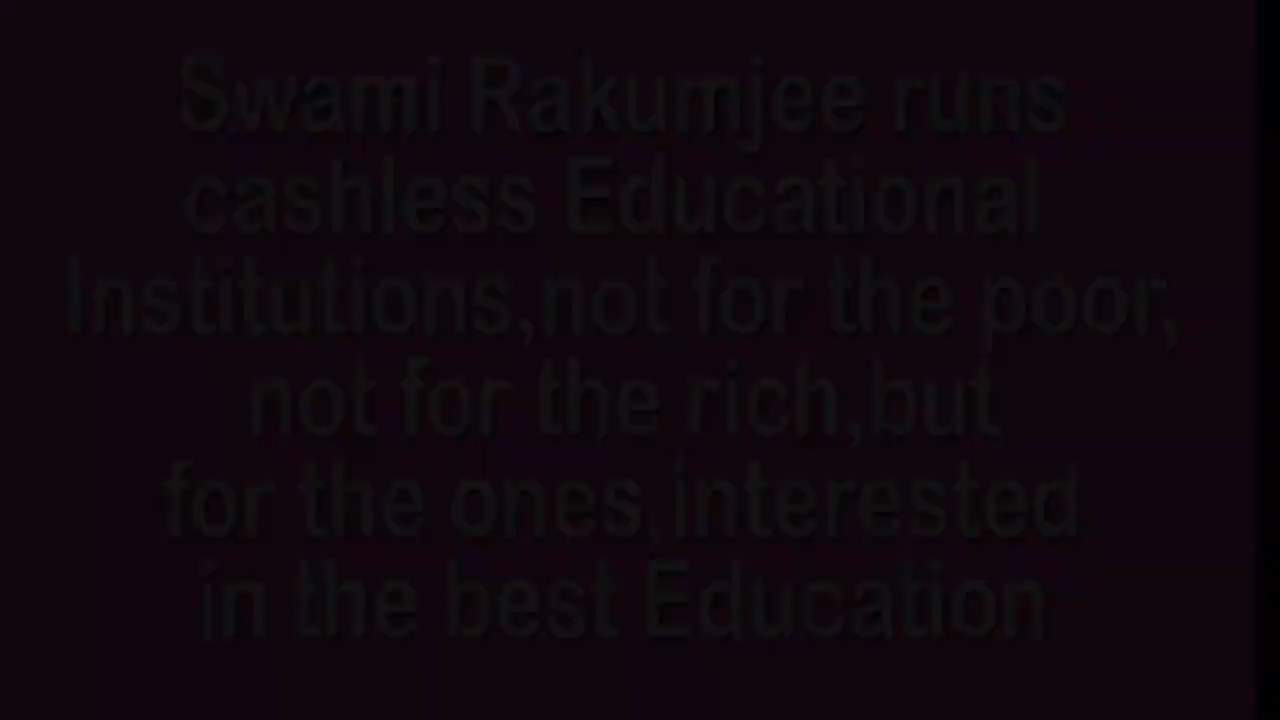 Swami Rakumjee runs
cashless Educational
Institutions,not for the poor,
not for the rich,but
for the ones,interested
in the best Education